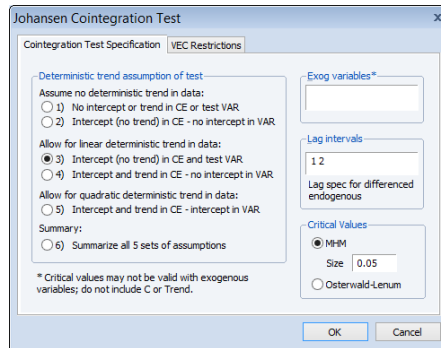 Johansen Cointegration Test
x
Cointegration Test Specification
VEC Restrictions
Deterministic trend assumption of test
Assume no deterministic trend in data:
1) No intercept or trend in CE or test VAR
2) Intercept (no trend) in CE - no intercept in VAR
Allow for linear deterministic trend in data:
3) Intercept (no trend) in CE and test VAR
4) Intercept and trend in CE - no intercept in VAR
Allow for quadratic deterministic trend in data:
5) Intercept and trend in CE - intercept in VAR
Summary:
6) Summarize all 5 sets of assumptions
* Critical values may not be valid with exogenous
variables; do not include C or Trend.
Exog variables*
Lag intervals
1 2
Lag spec for differenced
endogenous
Critical Values
MHM
Size 0.05
Osterwald-Lenum
OK
Cancel